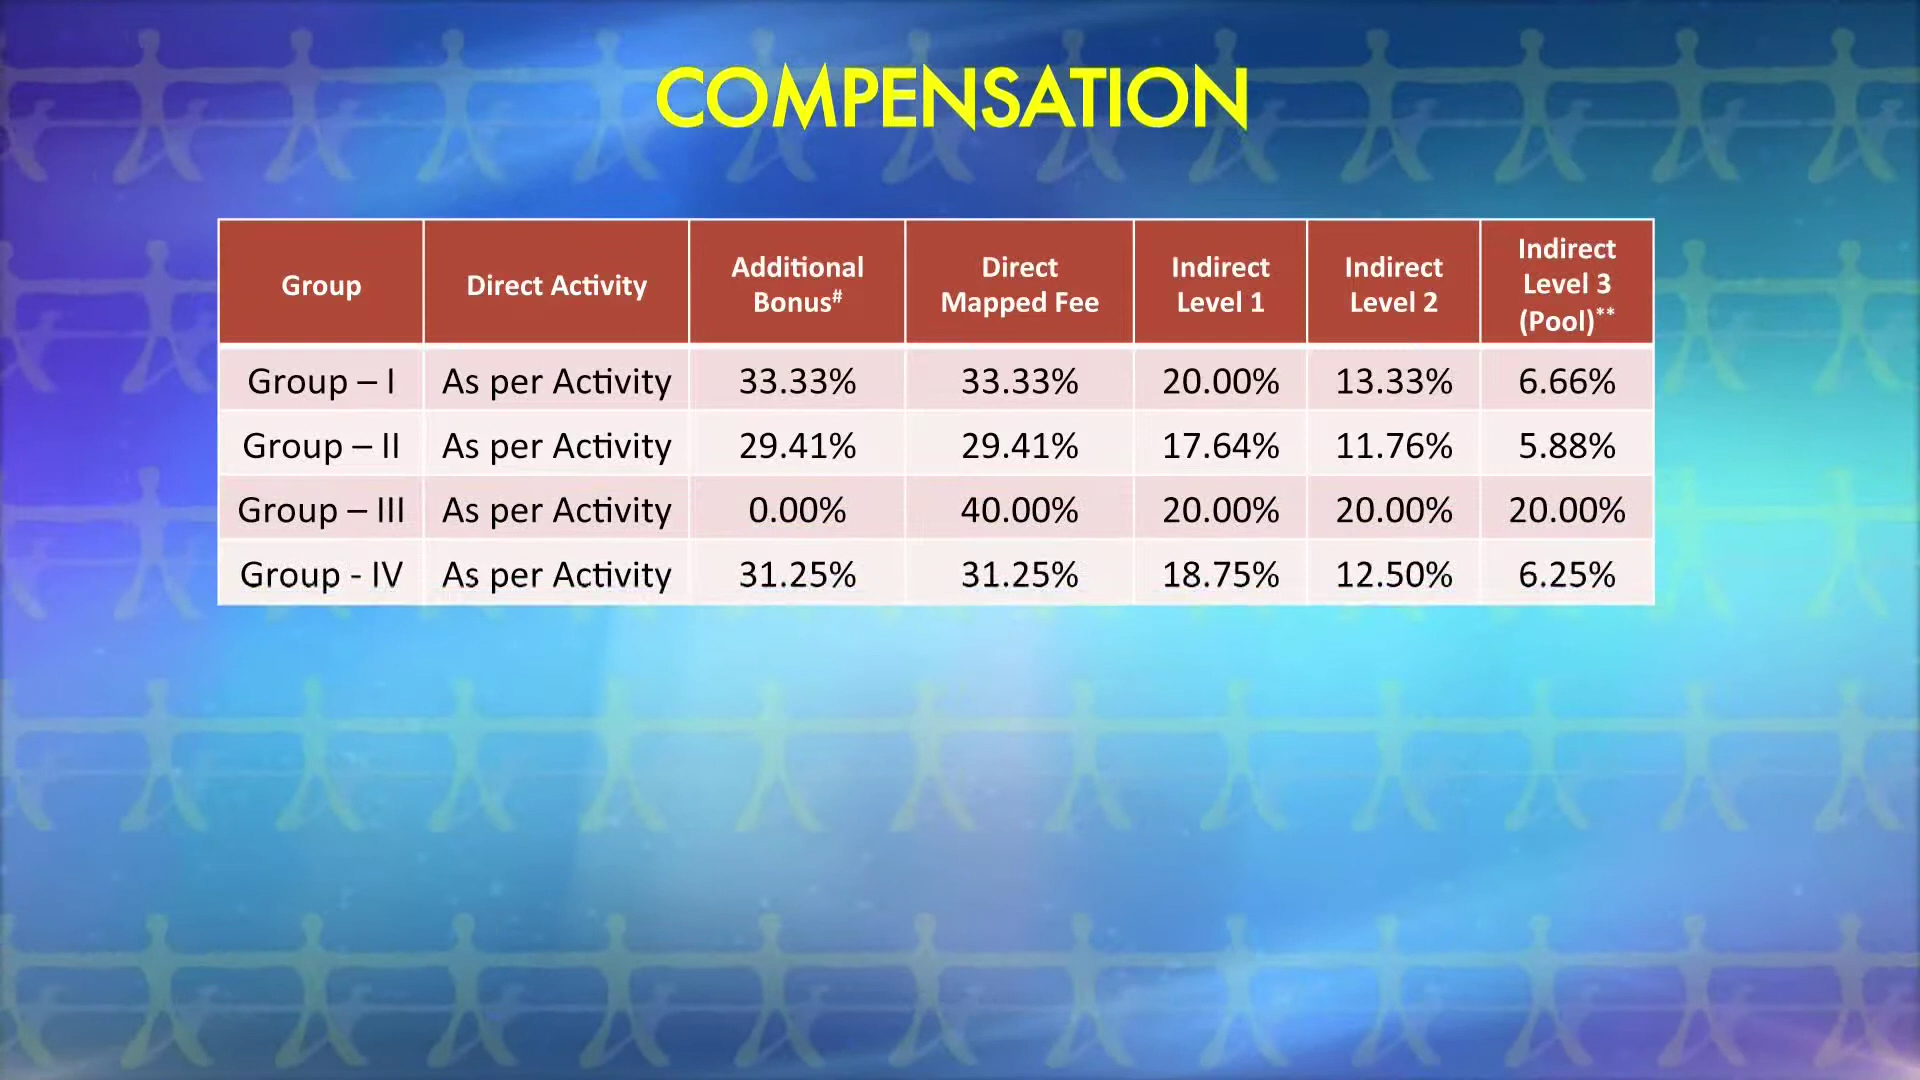 COMPENSATION
Group Direct Activity Additional Bonus# Direct Mapped Fee Indirect Level 1 Indirect Level 2 Indirect Level 3 (Pool)**
Group – I As per Activity 33.33% 33.33% 20.00% 13.33% 6.66%
Group – II As per Activity 29.41% 29.41% 17.64% 11.76% 5.88%
Group – III As per Activity 0.00% 40.00% 20.00% 20.00% 20.00%
Group - IV As per Activity 31.25% 31.25% 18.75% 12.50% 6.25%